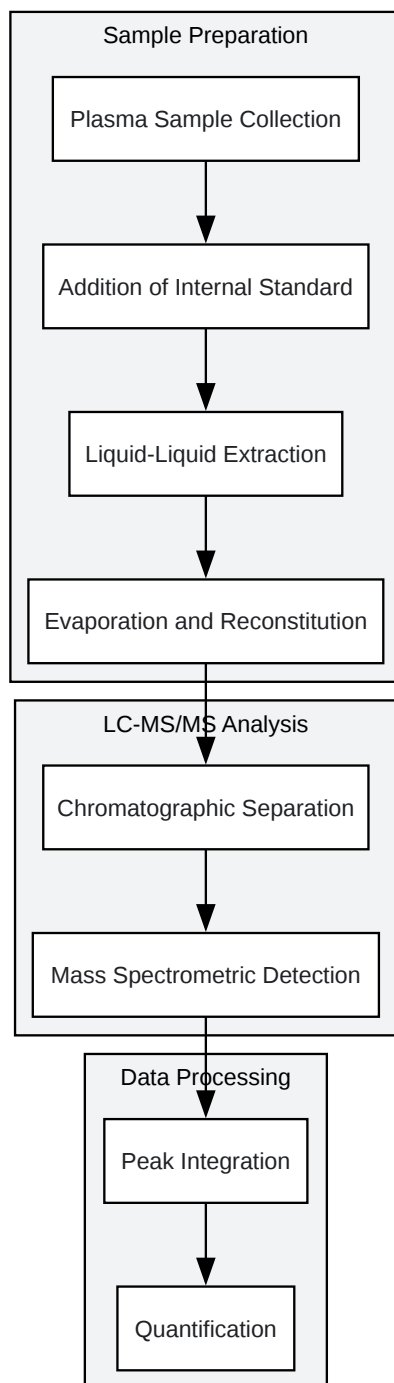 Sample Preparation
Plasma Sample Collection
Addition of Internal Standard
Liquid-Liquid Extraction
Evaporation and Reconstitution
LC-MS/MS Analysis
Chromatographic Separation
Mass Spectrometric Detection
Data Processing
Peak Integration
Quantification